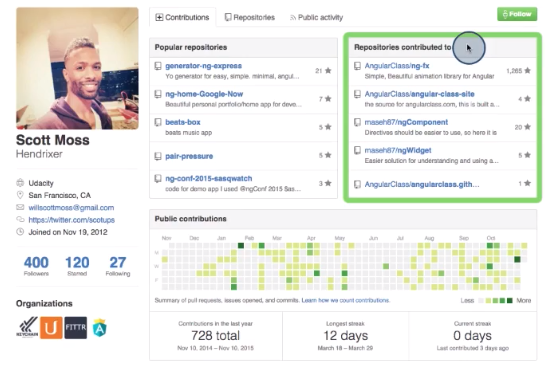 Contributions Repositories Public activity Follow
Popular repositories
generator-ng-express 21
Yo generator for easy, simple, minimal, angul...
ng-home-Google-Now 7
Beautiful personal portfolio/home app for deve...
beats-box 5
beats music app
pair-pressure 5
ng-conf-2015-sasqwatch 3
code for demo app I used @ngConf 2015 Sas...
Repositories contributed to
AngularClass/ng-fx 1,265
Simple, Beautiful animation library for Angular
AngularClass/angular-class-site 4
the source for angularclass.com, this is built a...
maseh87/ngComponent 20
Directives should be easier to use, so here is
maseh87/ngWidget 5
Easier solution for understanding and using a...
AngularClass/angularclass.gith... 1
Scott Moss
Hendrixer
Udacity
San Francisco, CA
willscottmoss@gmail.com
https://twitter.com/scotups
Joined on Nov 19, 2012
400 120 27
Followers Starred Following
Organizations
FITTR
Public contributions
Nov Dec Jan Feb Mar Apr May Jun Jul Aug Sep Oct
M
W
F
Summary of pull requests, issues opened, and commits. Learn how we count contributions. Less More
Contributions in the last year
728 total
Nov 10, 2014 – Nov 10, 2015
Longest streak
12 days
March 18 – March 29
Current streak
0 days
Last contributed 3 days ago